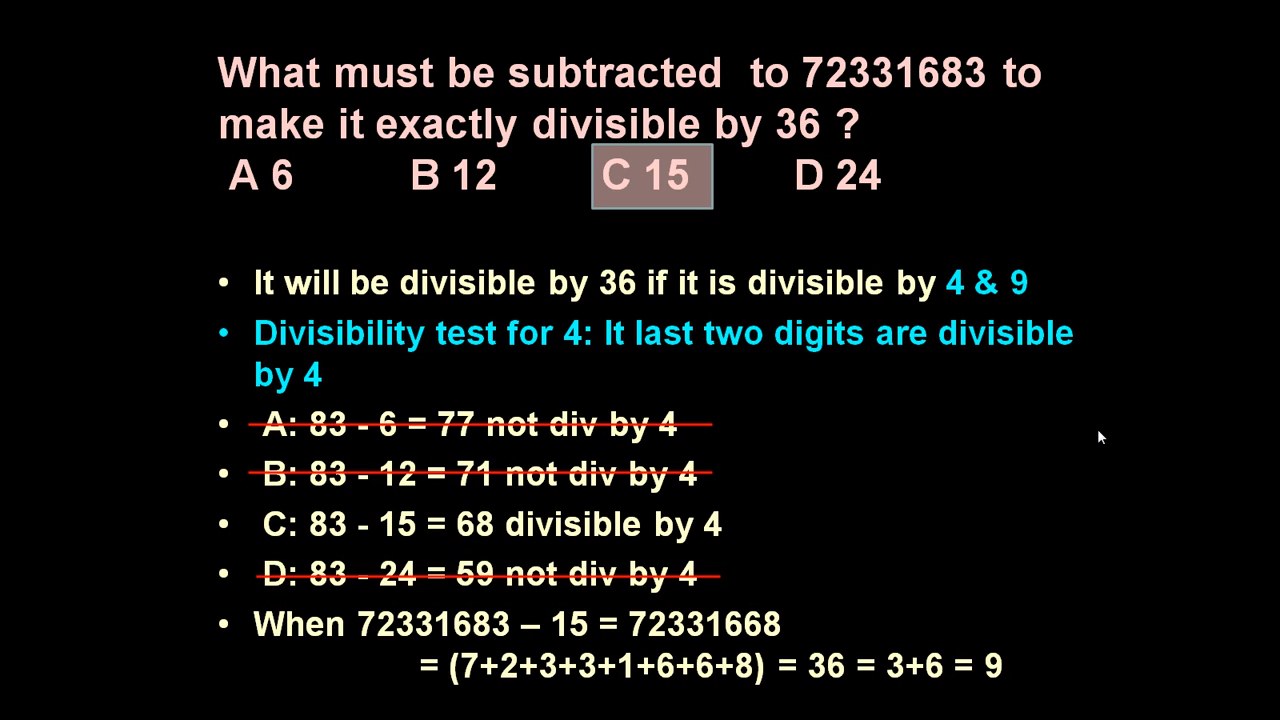 What must be subtracted to 72331683 to
make it exactly divisible by 36 ?
A 6 B 12 C 15 D 24
• It will be divisible by 36 if it is divisible by 4 & 9
• Divisibility test for 4: It last two digits are divisible
by 4
• A: 83 - 6 = 77 not div by 4
• B: 83 - 12 = 71 not div by 4
• C: 83 - 15 = 68 divisible by 4
• D: 83 - 24 = 59 not div by 4
• When 72331683 – 15 = 72331668
= (7+2+3+3+1+6+6+8) = 36 = 3+6 = 9